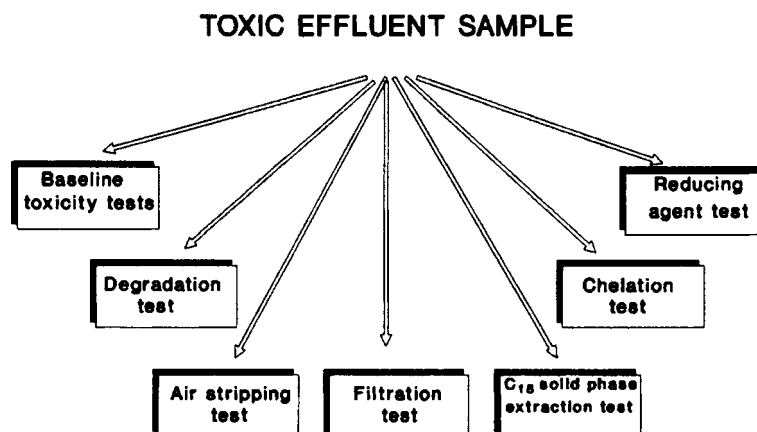 TOXIC EFFLUENT SAMPLE
Baseline
toxicity tests
Reducing
agent test
Degradation
test
Chelation
test
Air stripping
test
Filtration
test
C₁₈ solid phase
extraction test